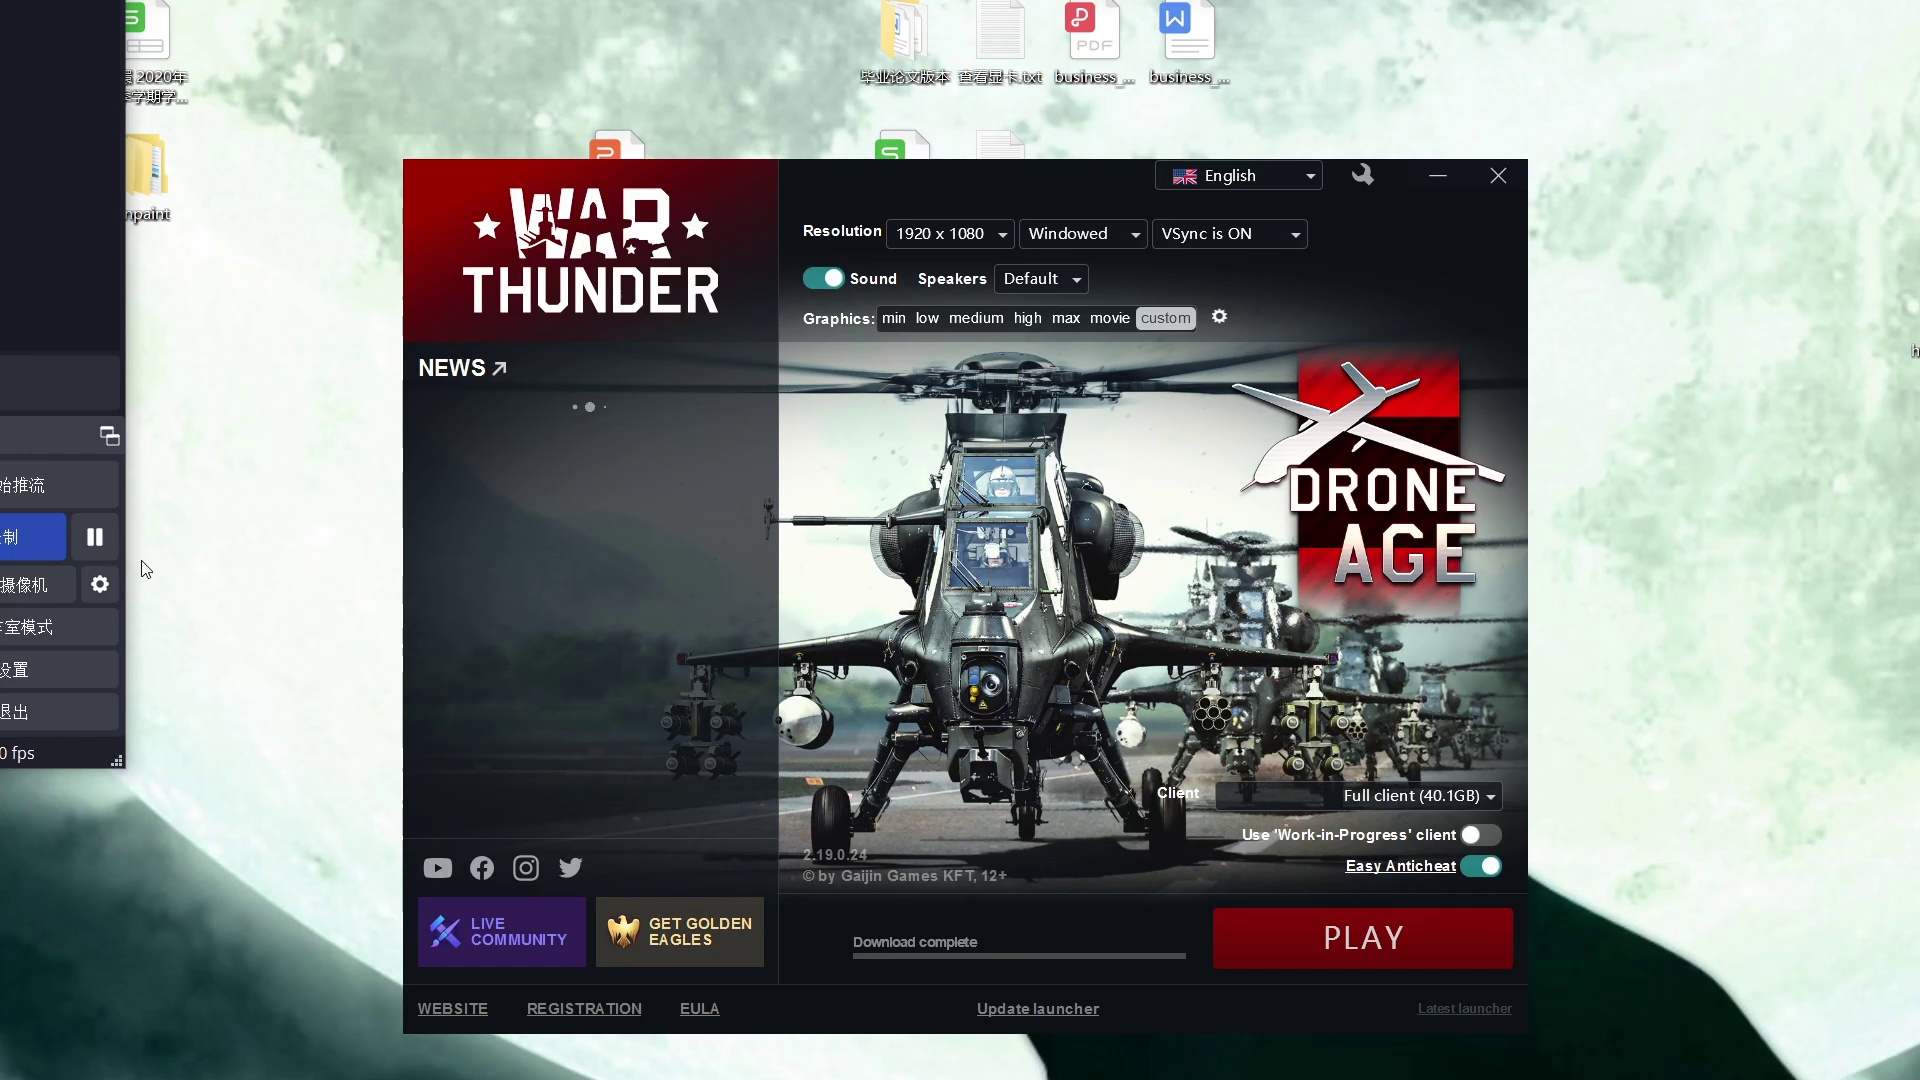 2020年
学期学...
毕业论文版本
查看显卡.txt
PDF
business_...
W
business_...
npaint
始推流
制
摄像机
室模式
设置
退出
0 fps
WAR
THUNDER
English
Resolution
1920 x 1080
Windowed
VSync is ON
Sound
Speakers
Default
Graphics:
min low medium high max movie custom
NEWS
DRONE
AGE
Client
Full client (40.1GB)
Use 'Work-in-Progress' client
Easy Anticheat
2.19.0.24
© by Gaijin Games KFT, 12+
LIVE
COMMUNITY
GET GOLDEN
EAGLES
Download complete
PLAY
WEBSITE
REGISTRATION
EULA
Update launcher
Latest launcher